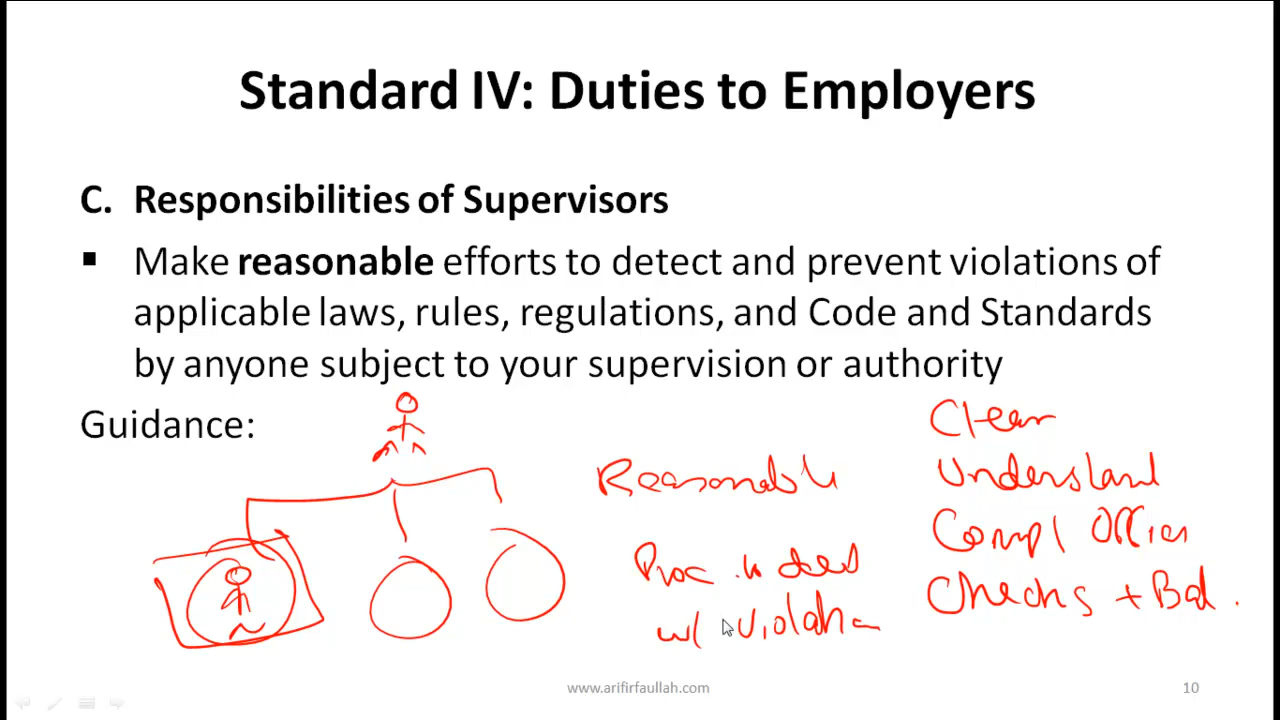 Standard IV: Duties to Employers
C. Responsibilities of Supervisors
▪ Make reasonable efforts to detect and prevent violations of
applicable laws, rules, regulations, and Code and Standards
by anyone subject to your supervision or authority
Guidance:
Reasonable
Proc to deal
w/ violation
Clear
Understand
Compl Officer
Checks + Bal.
www.arifirfaullah.com
10